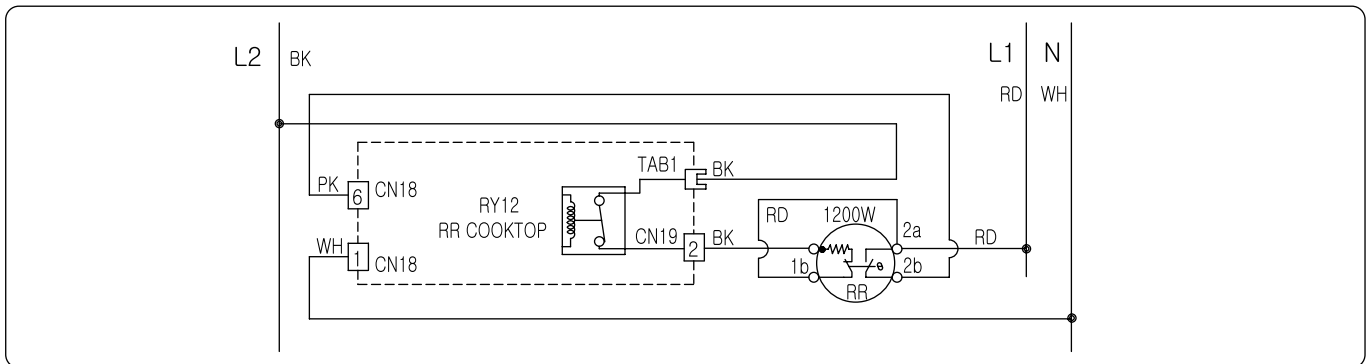 L2 BK
L1 N
RD WH
TAB1 BK
PK 6 CN18
RY12
RR COOKTOP
RD 1200W
2a RD
WH 1 CN18
CN19 2 BK
1b θ 2b
RR